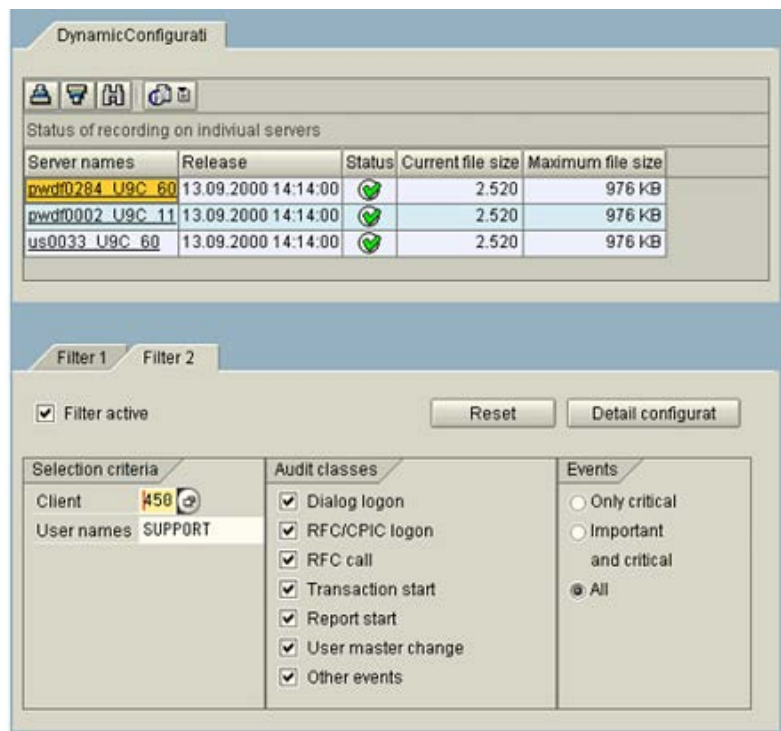 DynamicConfigurati
Status of recording on indiviual servers
Server names Release Status Current file size Maximum file size
pwdf0284_U9C_60 13.09.2000 14:14:00 2.520 976 KB
pwdf0002_U9C_11 13.09.2000 14:14:00 2.520 976 KB
us0033_U9C_60 13.09.2000 14:14:00 2.520 976 KB
Filter 1 Filter 2
Filter active Reset Detail configurat
Selection criteria Audit classes Events
Client 450 Dialog logon Only critical
User names SUPPORT RFC/CPIC logon Important
RFC call and critical
Transaction start All
Report start
User master change
Other events